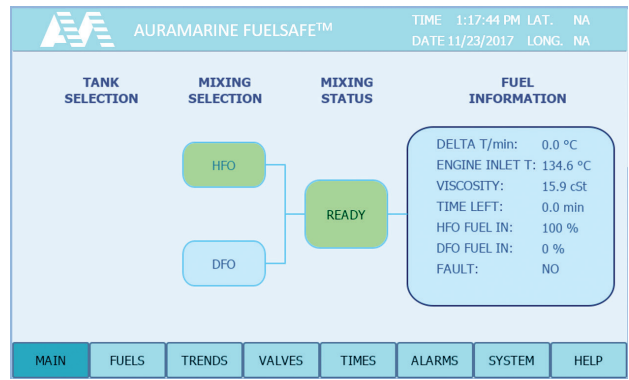 AURAMARINE FUELSAFE™
TIME 1:17:44 PM LAT. NA
DATE 11/23/2017 LONG. NA
TANK SELECTION
MIXING SELECTION
MIXING STATUS
FUEL INFORMATION
HFO
DFO
READY
DELTA T/min: 0.0 °C
ENGINE INLET T: 134.6 °C
VISCOSITY: 15.9 cSt
TIME LEFT: 0.0 min
HFO FUEL IN: 100 %
DFO FUEL IN: 0 %
FAULT: NO
MAIN FUELS TRENDS VALVES TIMES ALARMS SYSTEM HELP